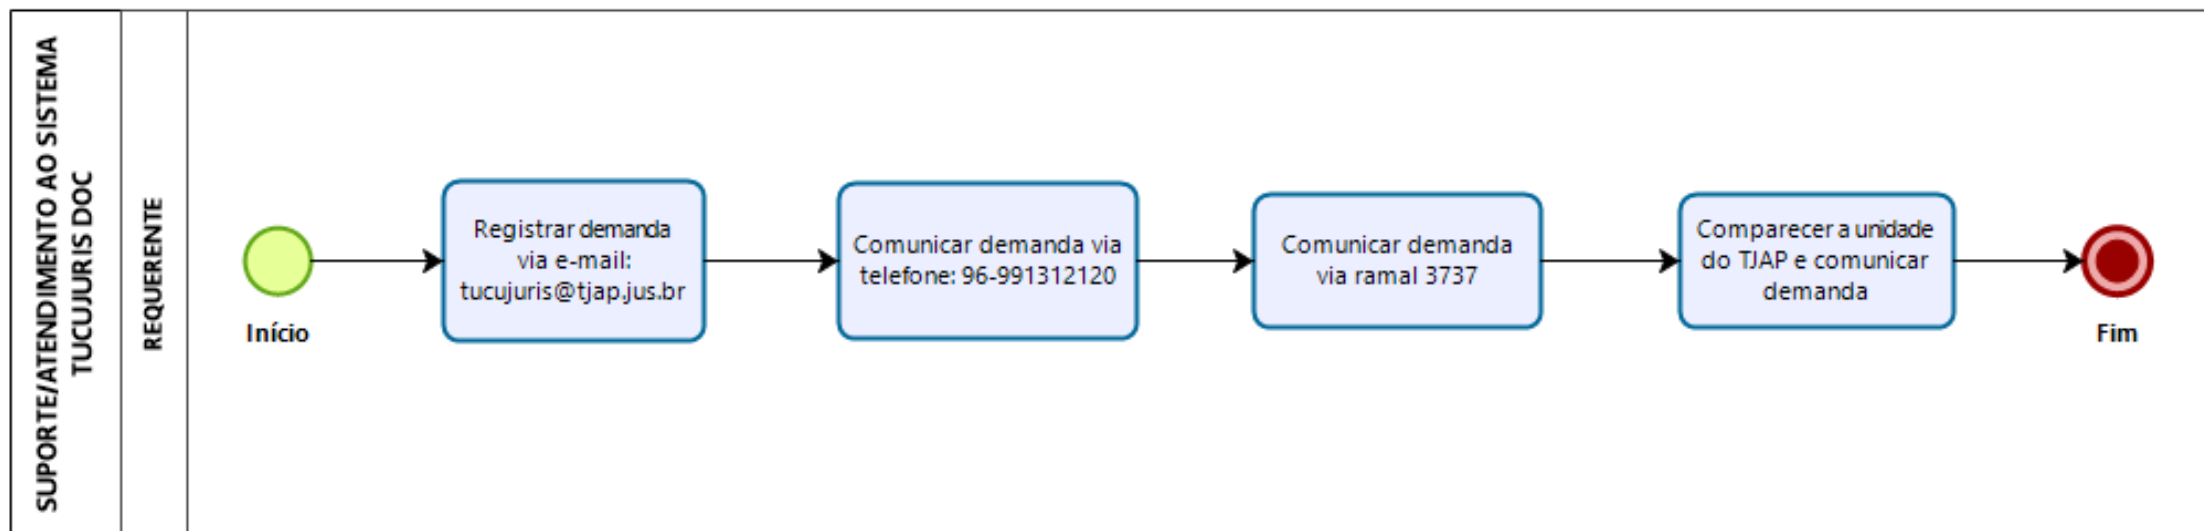 SUPORTE/ATENDIMENTO AO SISTEMA
TUCUJURIS DOC
REQUERENTE
Início
Registrar demanda
via e-mail:
tucujuris@tjap.jus.br
Comunicar demanda via
telefone: 96-991312120
Comunicar demanda
via ramal 3737
Comparecer a unidade
do TJAP e comunicar
demanda
Fim